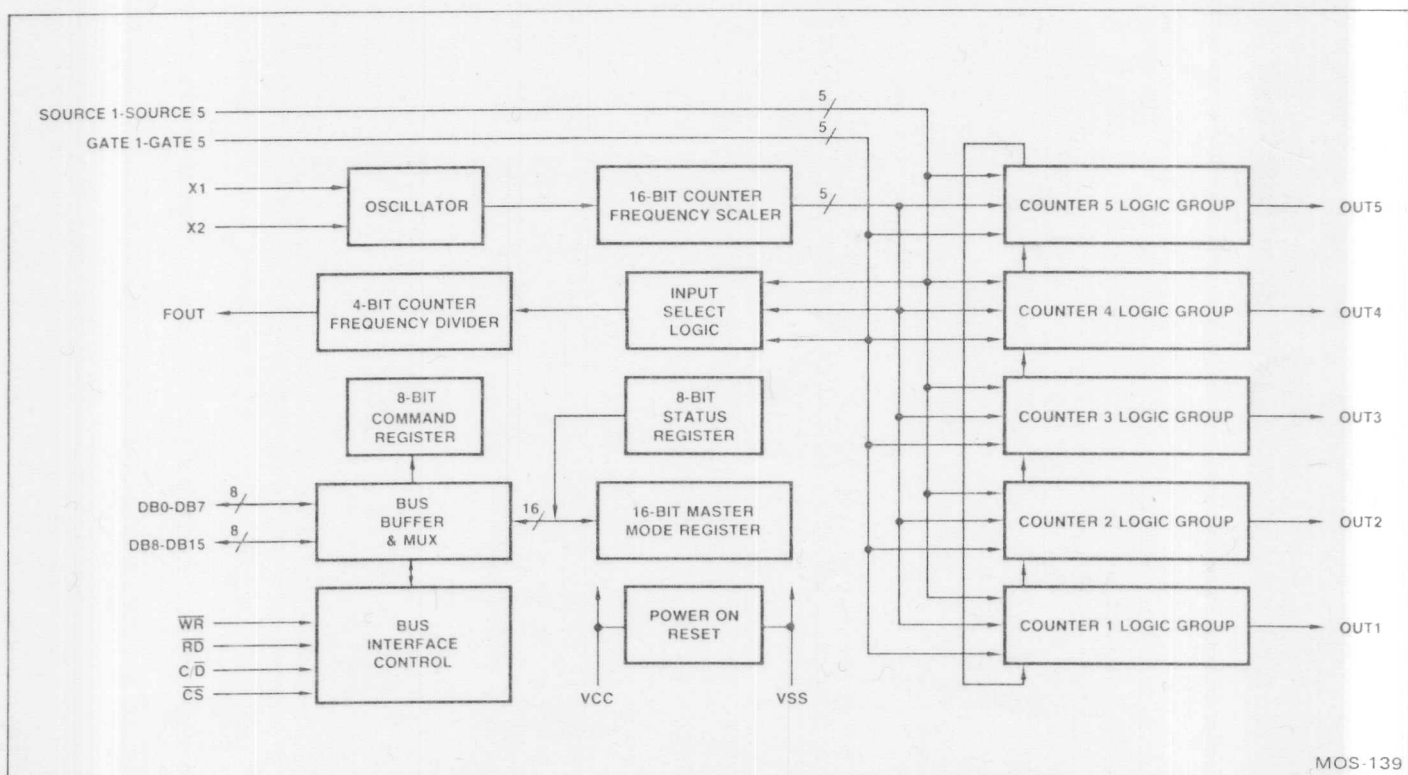 SOURCE 1-SOURCE 5
5
GATE 1-GATE 5
5
X1
X2
OSCILLATOR
16-BIT COUNTER
FREQUENCY SCALER
5
COUNTER 5 LOGIC GROUP
OUT5
FOUT
4-BIT COUNTER
FREQUENCY DIVIDER
INPUT
SELECT
LOGIC
COUNTER 4 LOGIC GROUP
OUT4
8-BIT
COMMAND
REGISTER
8-BIT
STATUS
REGISTER
COUNTER 3 LOGIC GROUP
OUT3
DB0-DB7
8
DB8-DB15
8
BUS
BUFFER
& MUX
16
16-BIT MASTER
MODE REGISTER
COUNTER 2 LOGIC GROUP
OUT2
W̅R̅
R̅D̅
C/D̅
C̅S̅
BUS
INTERFACE
CONTROL
POWER ON
RESET
VCC
VSS
COUNTER 1 LOGIC GROUP
OUT1
MOS-139